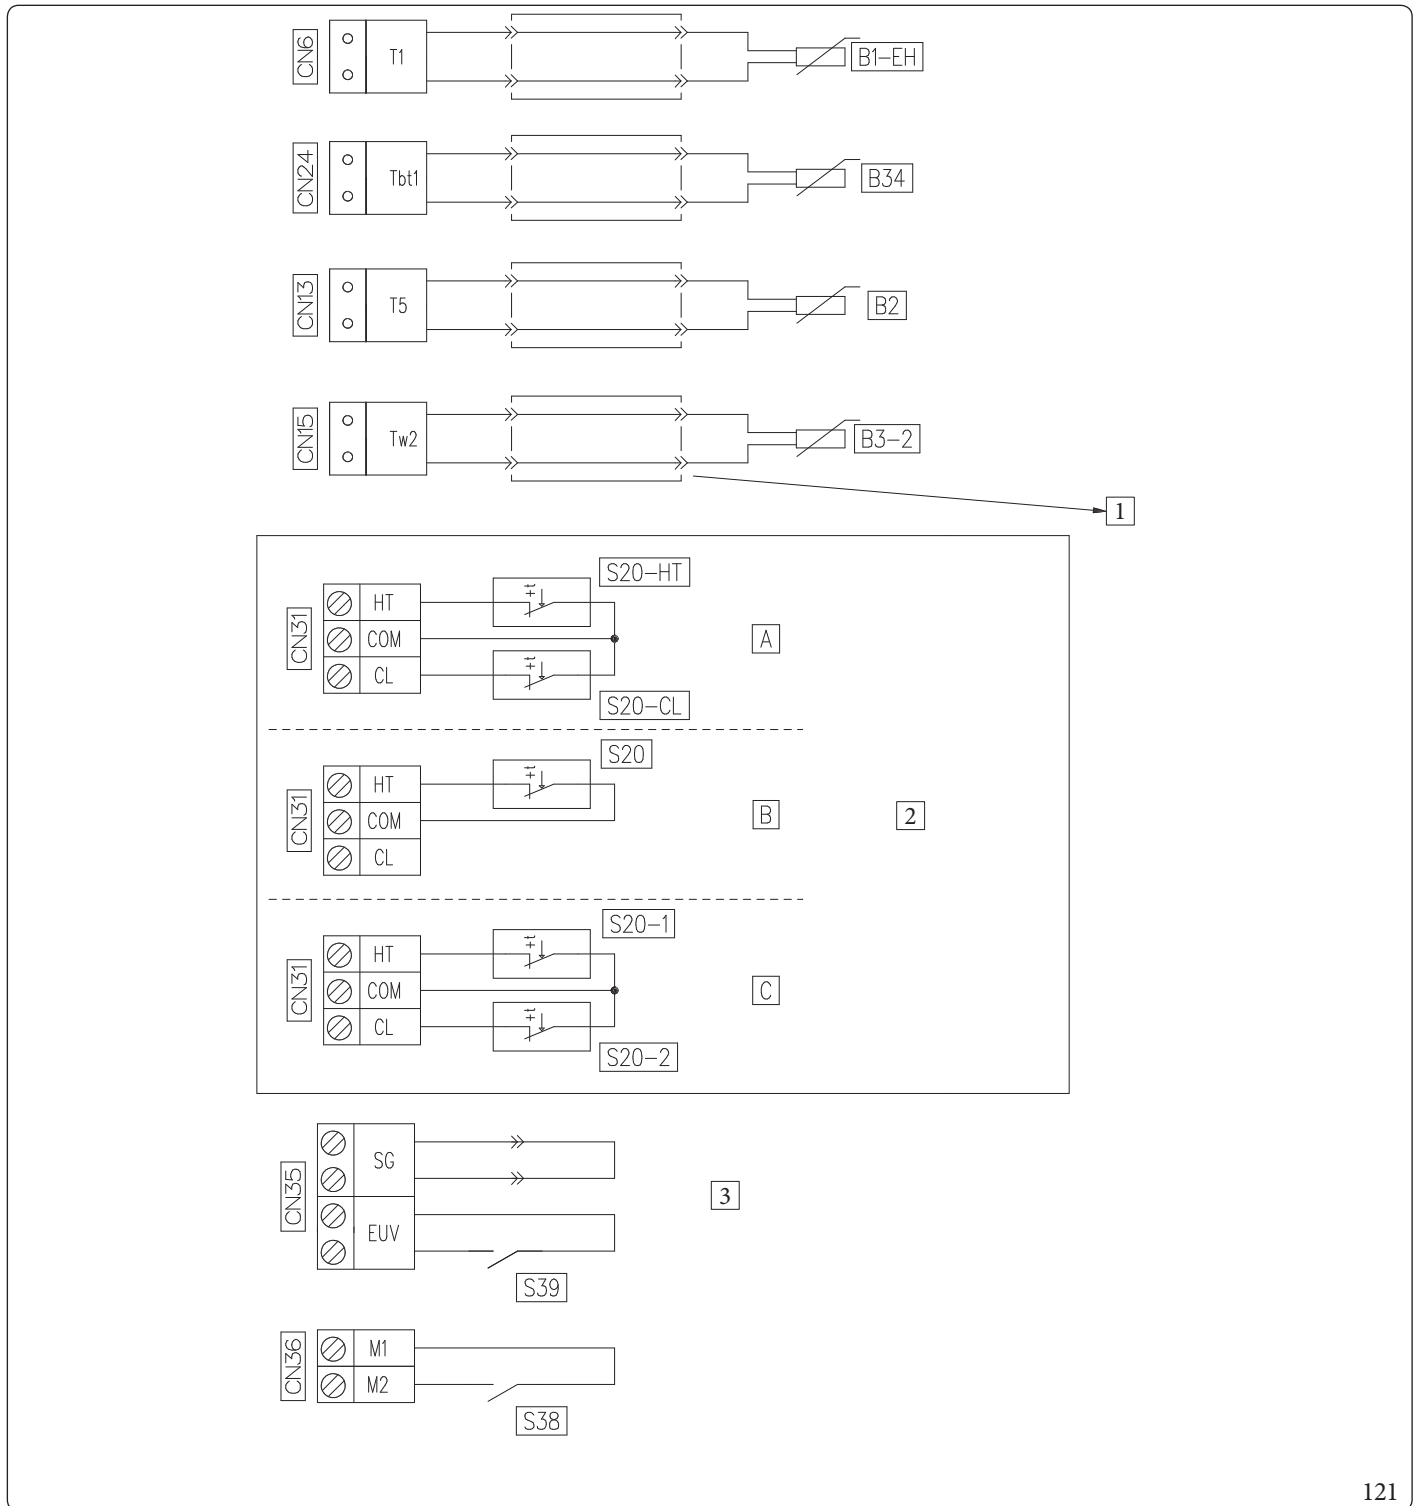 CN6
T1
B1-EH
CN24
Tbt1
B34
CN13
T5
B2
CN15
Tw2
B3-2
1
S20-HT
CN31
HT
COM
CL
+t
+t
A
S20-CL
S20
CN31
HT
COM
CL
+t
B
2
S20-1
CN31
HT
COM
CL
+t
+t
C
S20-2
CN35
SG
EUV
3
S39
CN36
M1
M2
S38
121